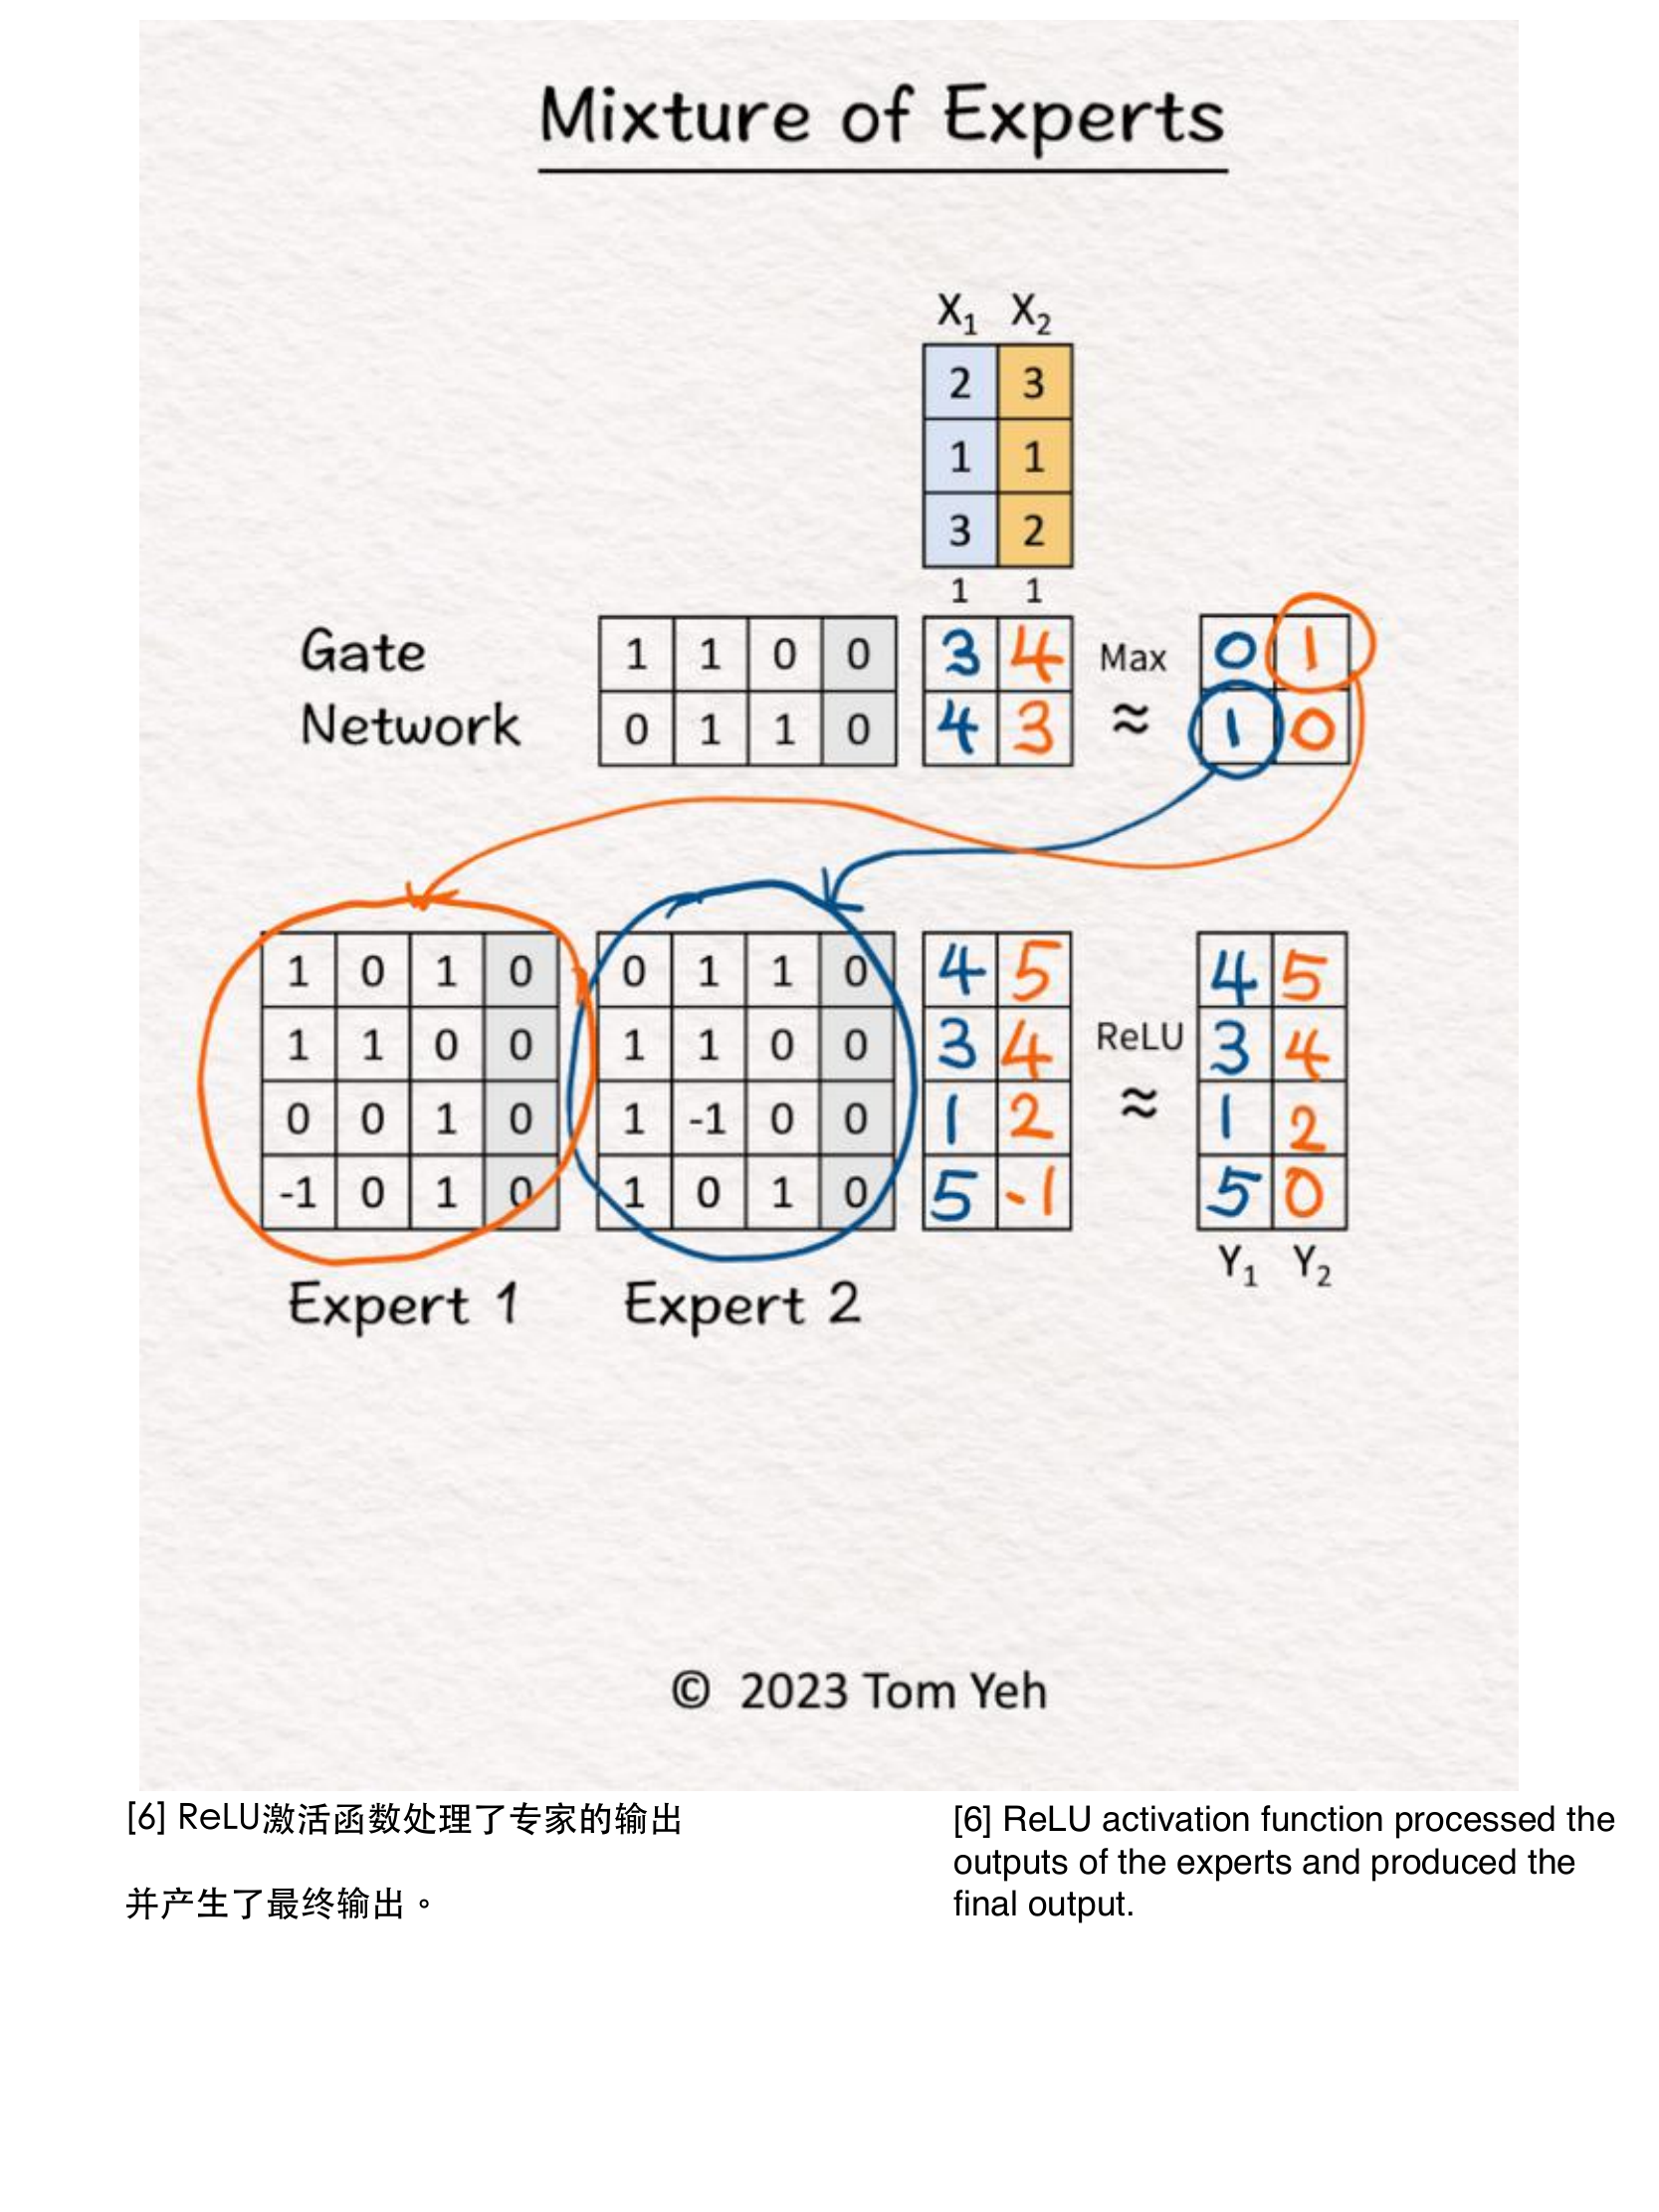 Mixture of Experts
X1 X2
2 3
1 1
3 2
1 1
Gate
Network
1 1 0 0 3 4 Max 0 1
0 1 1 0 4 3 ≈ 1 0
1 0 1 0 0 1 1 0 4 5 4 5
1 1 0 0 1 1 0 0 3 4 ReLU 3 4
0 0 1 0 1 -1 0 0 1 2 ≈ 1 2
-1 0 1 0 1 0 1 0 5 -1 5 0
Y1 Y2
Expert 1 Expert 2
© 2023 Tom Yeh
[6] ReLU激活函数处理了专家的输出
并产生了最终输出。
[6] ReLU activation function processed the
outputs of the experts and produced the
final output.